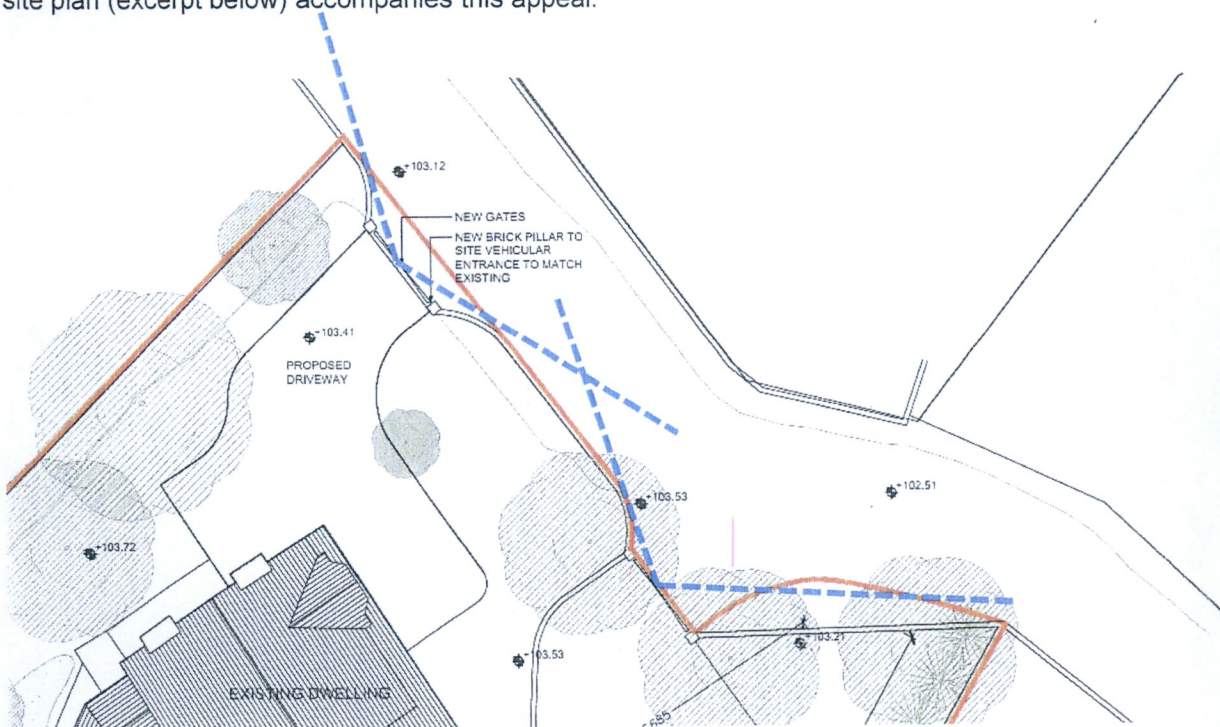 site plan (excerpt below) accompanies this appeal.
+103.12
NEW GATES
NEW BRICK PILLAR TO
SITE VEHICULAR
ENTRANCE TO MATCH
EXISTING
+103.41
PROPOSED
DRIVEWAY
+103.53
+102.51
+103.72
+103.53
+103.21
EXISTING DWELLING